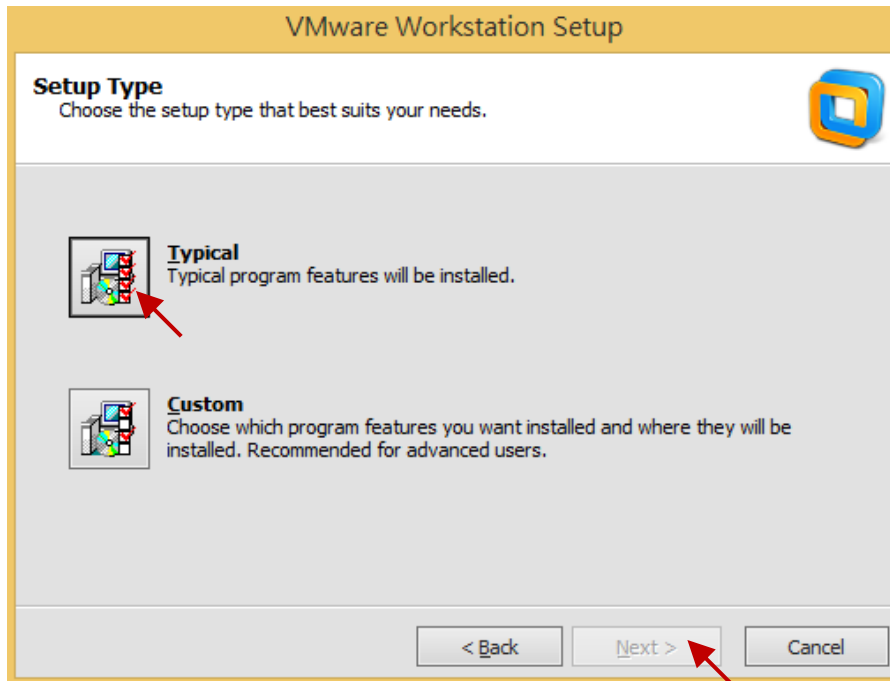 VMware Workstation Setup
Setup Type
Choose the setup type that best suits your needs.
Typical
Typical program features will be installed.
Custom
Choose which program features you want installed and where they will be
installed. Recommended for advanced users.
< Back
Next >
Cancel